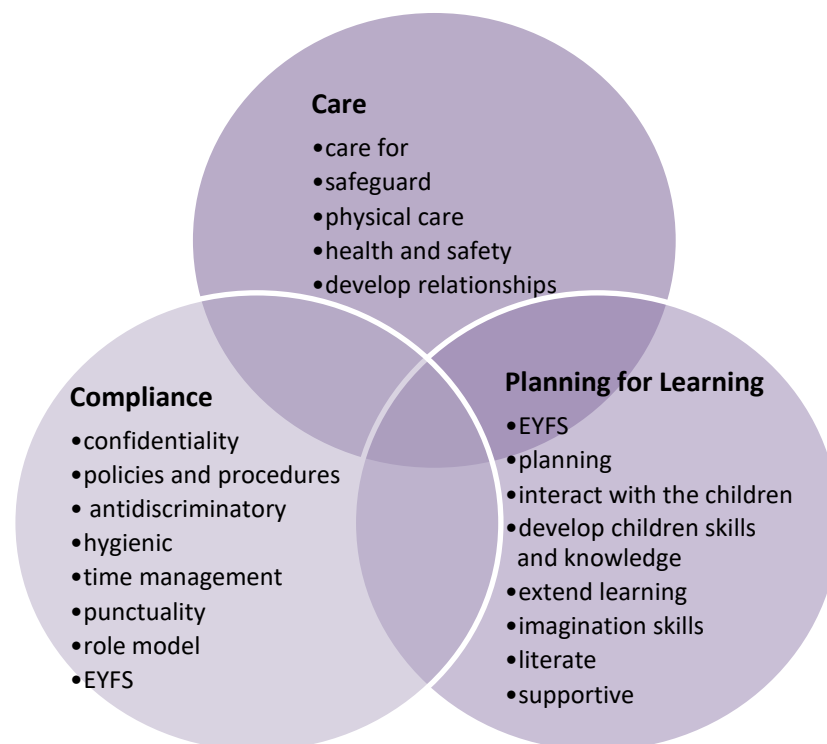 Care
•care for
•safeguard
•physical care
•health and safety
•develop relationships
Compliance
•confidentiality
•policies and procedures
• antidiscriminatory
•hygienic
•time management
•punctuality
•role model
•EYFS
Planning for Learning
•EYFS
•planning
•interact with the children
•develop children skills
and knowledge
•extend learning
•imagination skills
•literate
•supportive